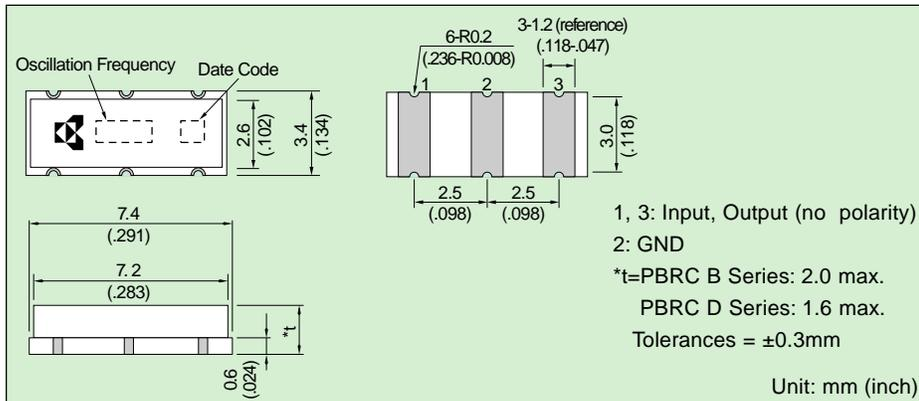 Oscillation Frequency
Date Code
2.6
(.102)
3.4
(.134)
6-R0.2
(.236-R0.008)
3-1.2 (reference)
(.118-.047)
1
2
3
3.0
(.118)
2.5
(.098)
2.5
(.098)
7.4
(.291)
7.2
(.283)
*t
0.6
(.024)
1, 3: Input, Output (no polarity)
2: GND
*t=PBRC B Series: 2.0 max.
PBRC D Series: 1.6 max.
Tolerances = ±0.3mm
Unit: mm (inch)